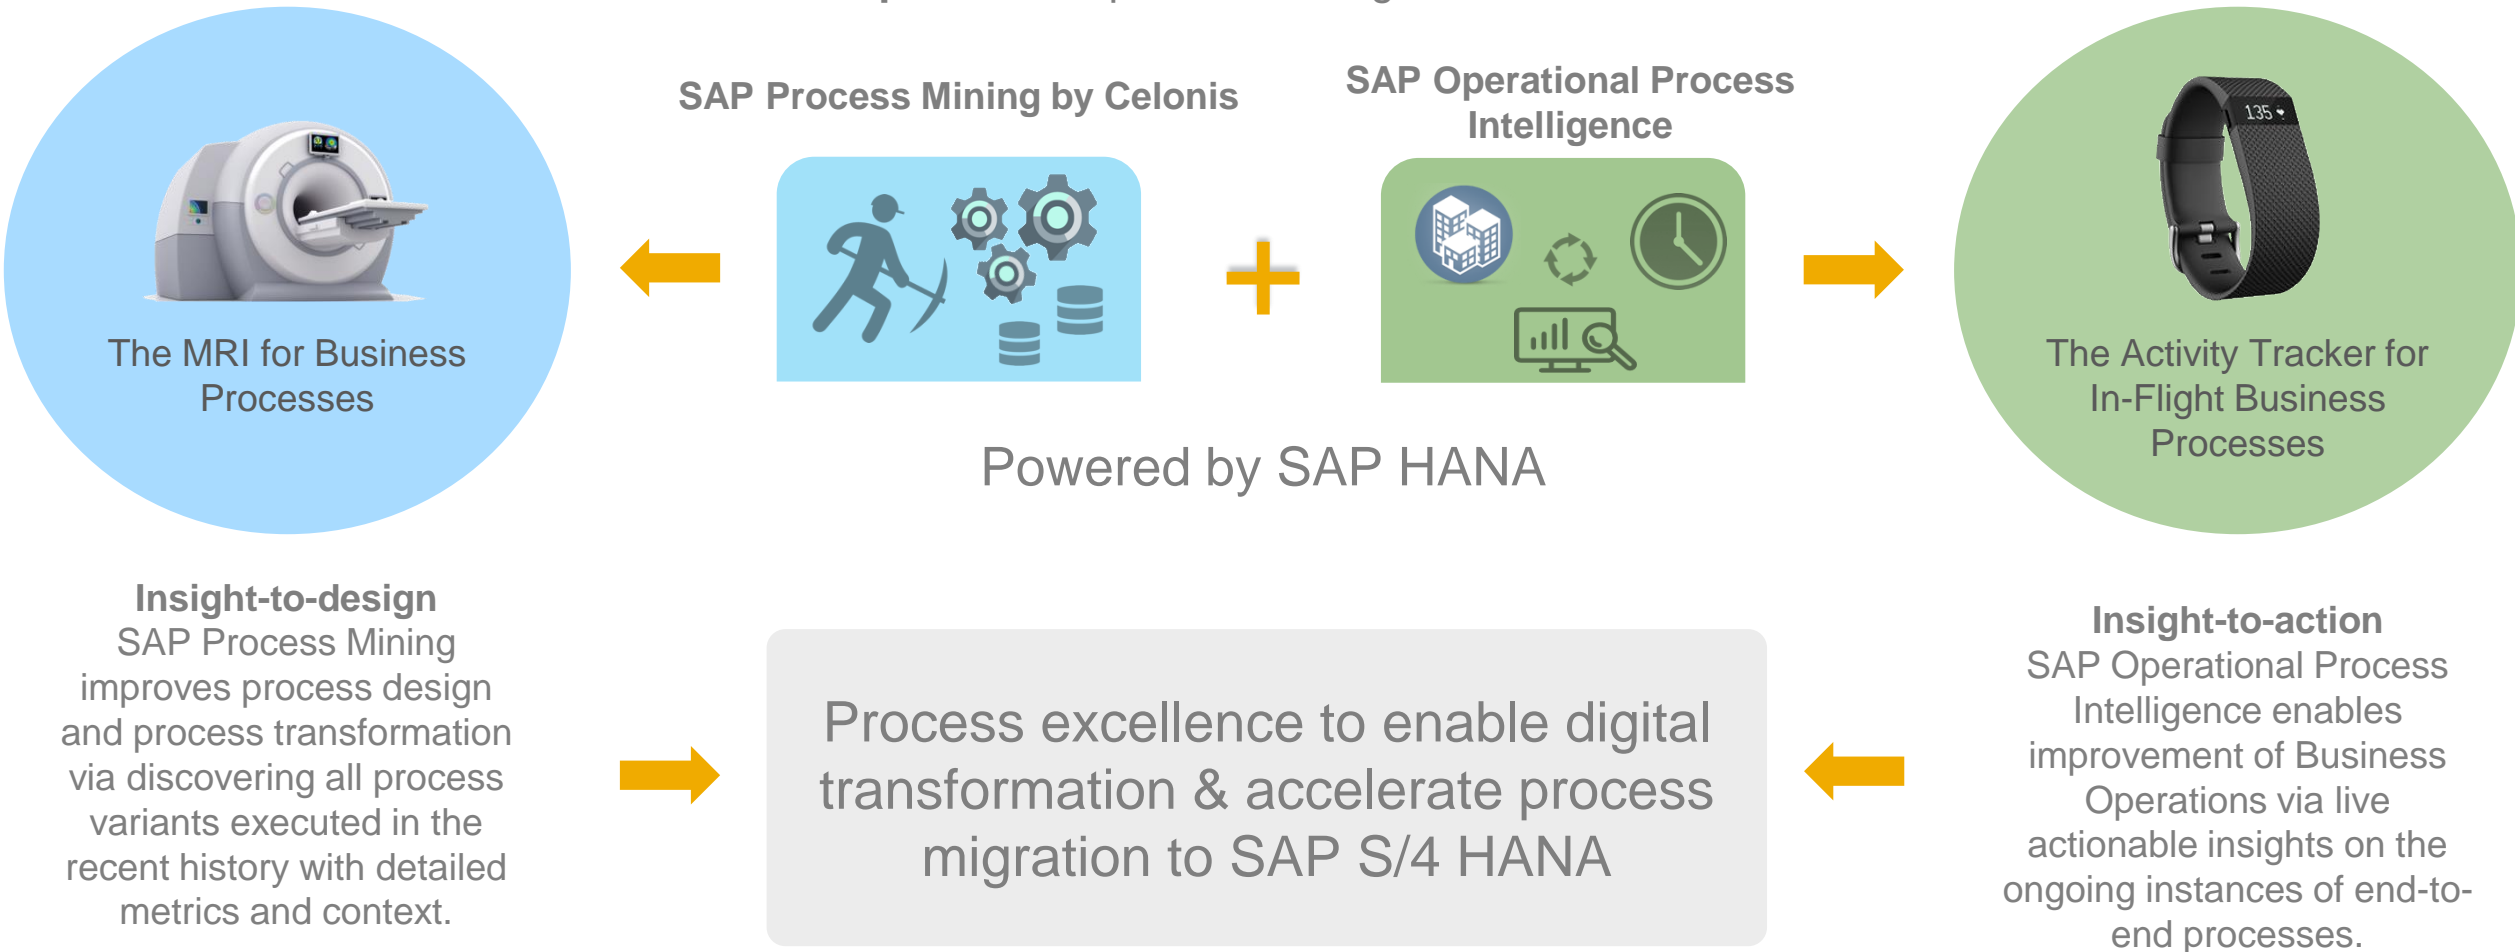 SAP Process Mining by Celonis
SAP Operational Process
Intelligence
135
The MRI for Business
Processes
The Activity Tracker for
In-Flight Business
Processes
Powered by SAP HANA
Insight-to-design
SAP Process Mining
improves process design
and process transformation
via discovering all process
variants executed in the
recent history with detailed
metrics and context.
Process excellence to enable digital
transformation & accelerate process
migration to SAP S/4 HANA
Insight-to-action
SAP Operational Process
Intelligence enables
improvement of Business
Operations via live
actionable insights on the
ongoing instances of end-to-
end processes.